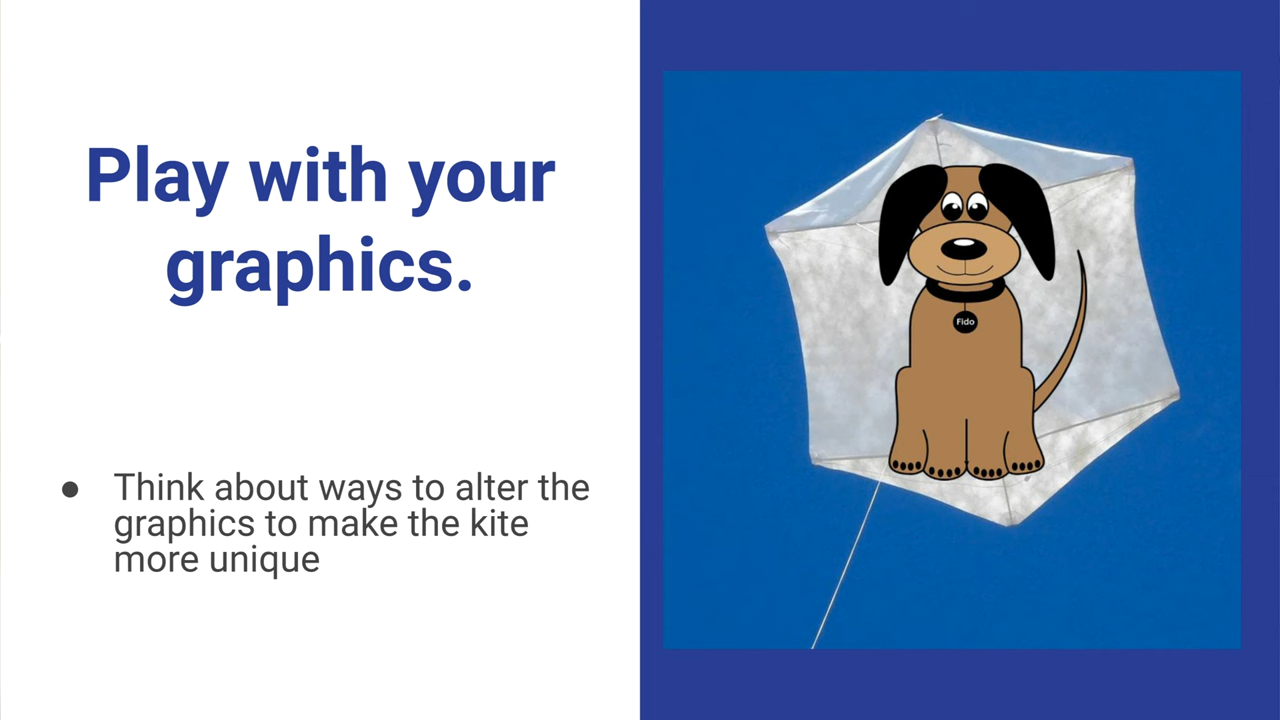 Play with your
graphics.
● Think about ways to alter the
graphics to make the kite
more unique
Fido